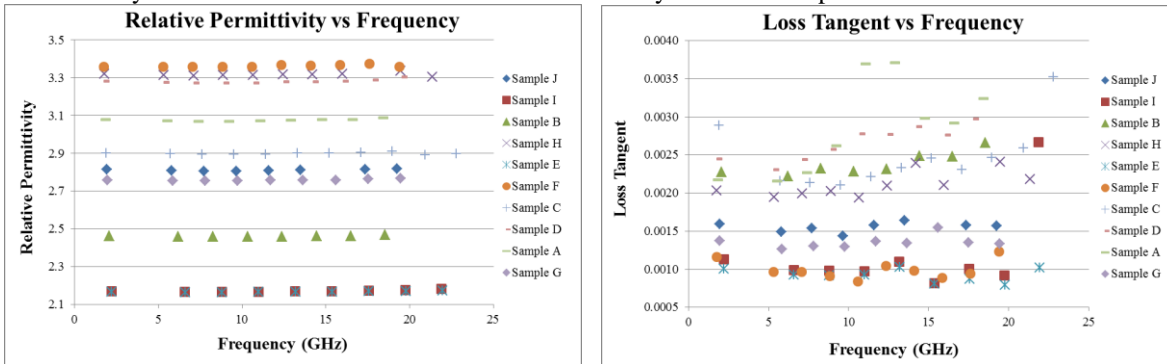 Relative Permittivity vs Frequency
3.5
3.3
3.1
2.9
2.7
2.5
2.3
2.1
0 5 10 15 20 25
Relative Permittivity
Frequency (GHz)
Sample J
Sample I
Sample B
Sample H
Sample E
Sample F
Sample C
Sample D
Sample A
Sample G
Loss Tangent vs Frequency
0.0040
0.0035
0.0030
0.0025
0.0020
0.0015
0.0010
0.0005
0 5 10 15 20 25
Loss Tangent
Frequency (GHz)
Sample J
Sample I
Sample B
Sample H
Sample E
Sample F
Sample C
Sample D
Sample A
Sample G